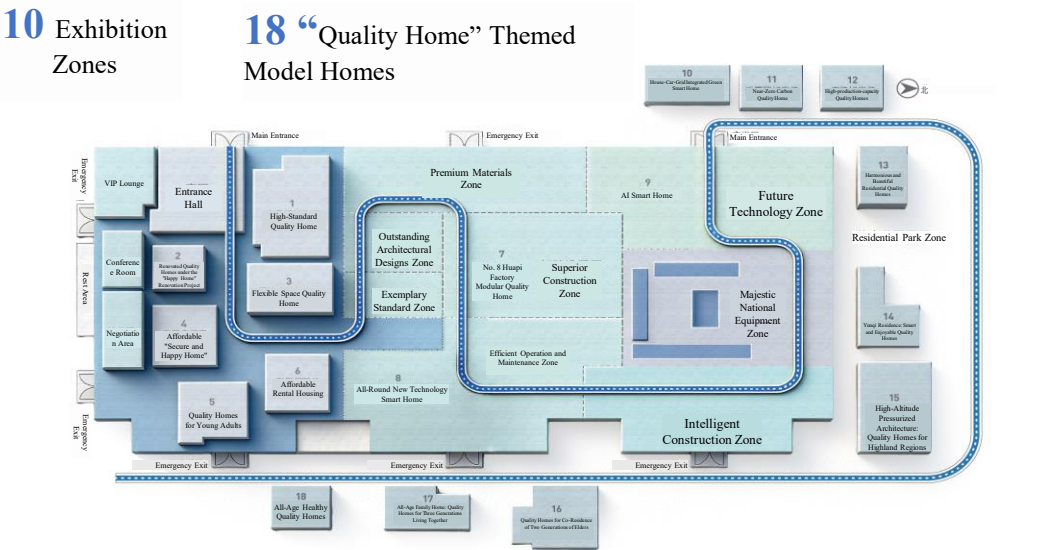 10 Exhibition
Zones
18 “Quality Home” Themed
Model Homes
10
House-Car-Grid Integrated Green
Smart Home
11
Near-Zero Carbon
Quality Home
12
High-production-capacity
Quality Homes
北
Main Entrance
Emergency Exit
Main Entrance
Emergency
Exit
VIP Lounge
Entrance
Hall
1
High-Standard
Quality Home
Premium Materials
Zone
9
AI Smart Home
Future
Technology Zone
13
Harmonious and
Beautiful
Residential Quality
Homes
Residential Park Zone
Conferenc
e Room
2
Renovated Quality
Homes under the
"Happy Home"
Renovation Project
3
Flexible Space Quality
Home
Outstanding
Architectural
Designs Zone
Exemplary
Standard Zone
7
No. 8 Huapi
Factory
Modular Quality
Home
Superior
Construction
Zone
Majestic
National
Equipment
Zone
Rest Area
Negotiatio
n Area
4
Affordable
"Secure and
Happy Home"
14
Yunqi Residence: Smart
and Enjoyable Quality
Homes
Efficient Operation and
Maintenance Zone
5
Quality Homes
for Young Adults
6
Affordable
Rental Housing
8
All-Round New Technology
Smart Home
Intelligent
Construction Zone
15
High-Altitude
Pressurized
Architecture:
Quality Homes for
Highland Regions
Emergency
Exit
Emergency Exit
Emergency Exit
Emergency Exit
18
All-Age Healthy
Quality Homes
17
All-Age Family Home: Quality
Homes for Three Generations
Living Together
16
Quality Homes for Co-Residence
of Two Generations of Elders